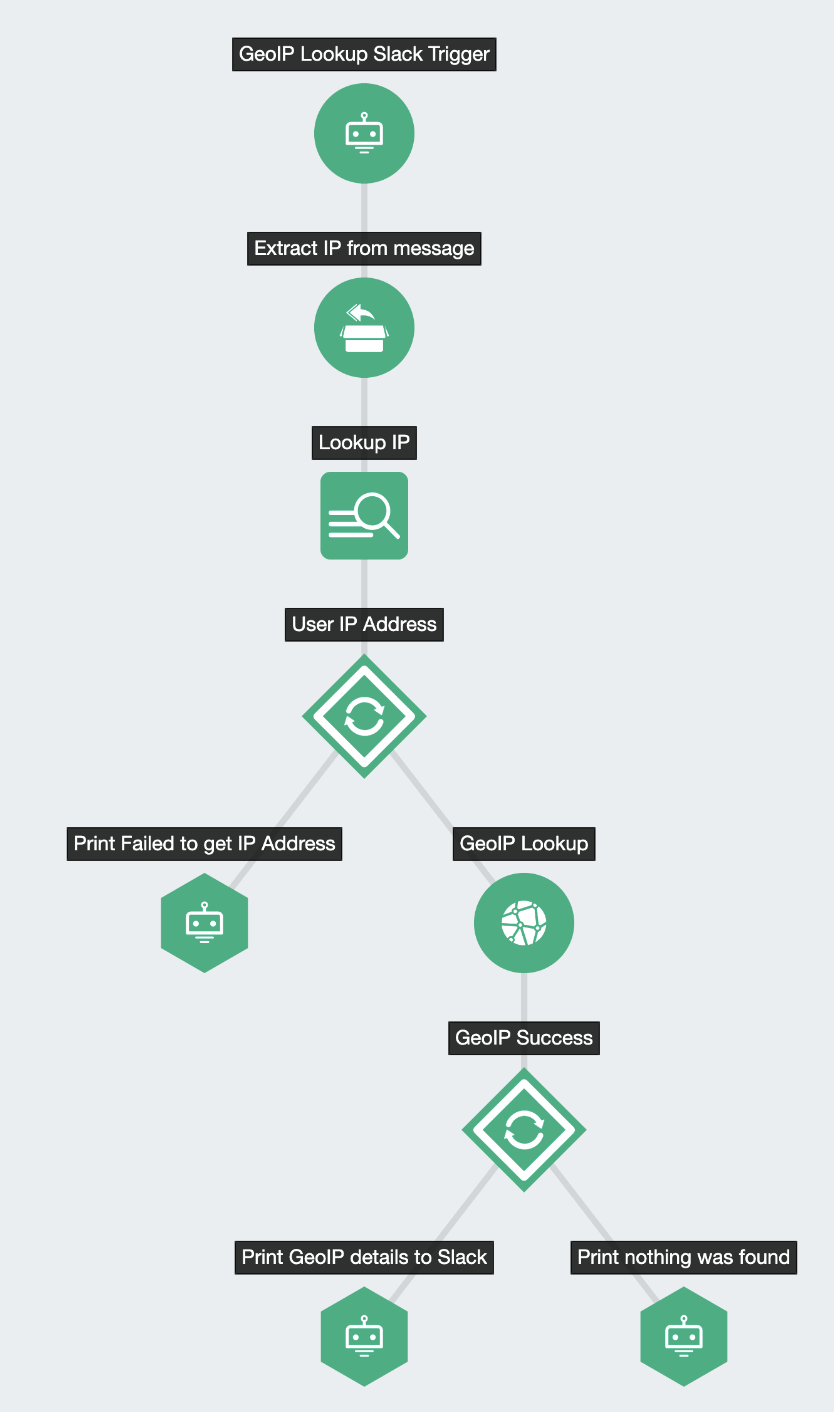 GeoIP Lookup Slack Trigger
Extract IP from message
Lookup IP
User IP Address
Print Failed to get IP Address
GeoIP Lookup
GeoIP Success
Print GeoIP details to Slack
Print nothing was found